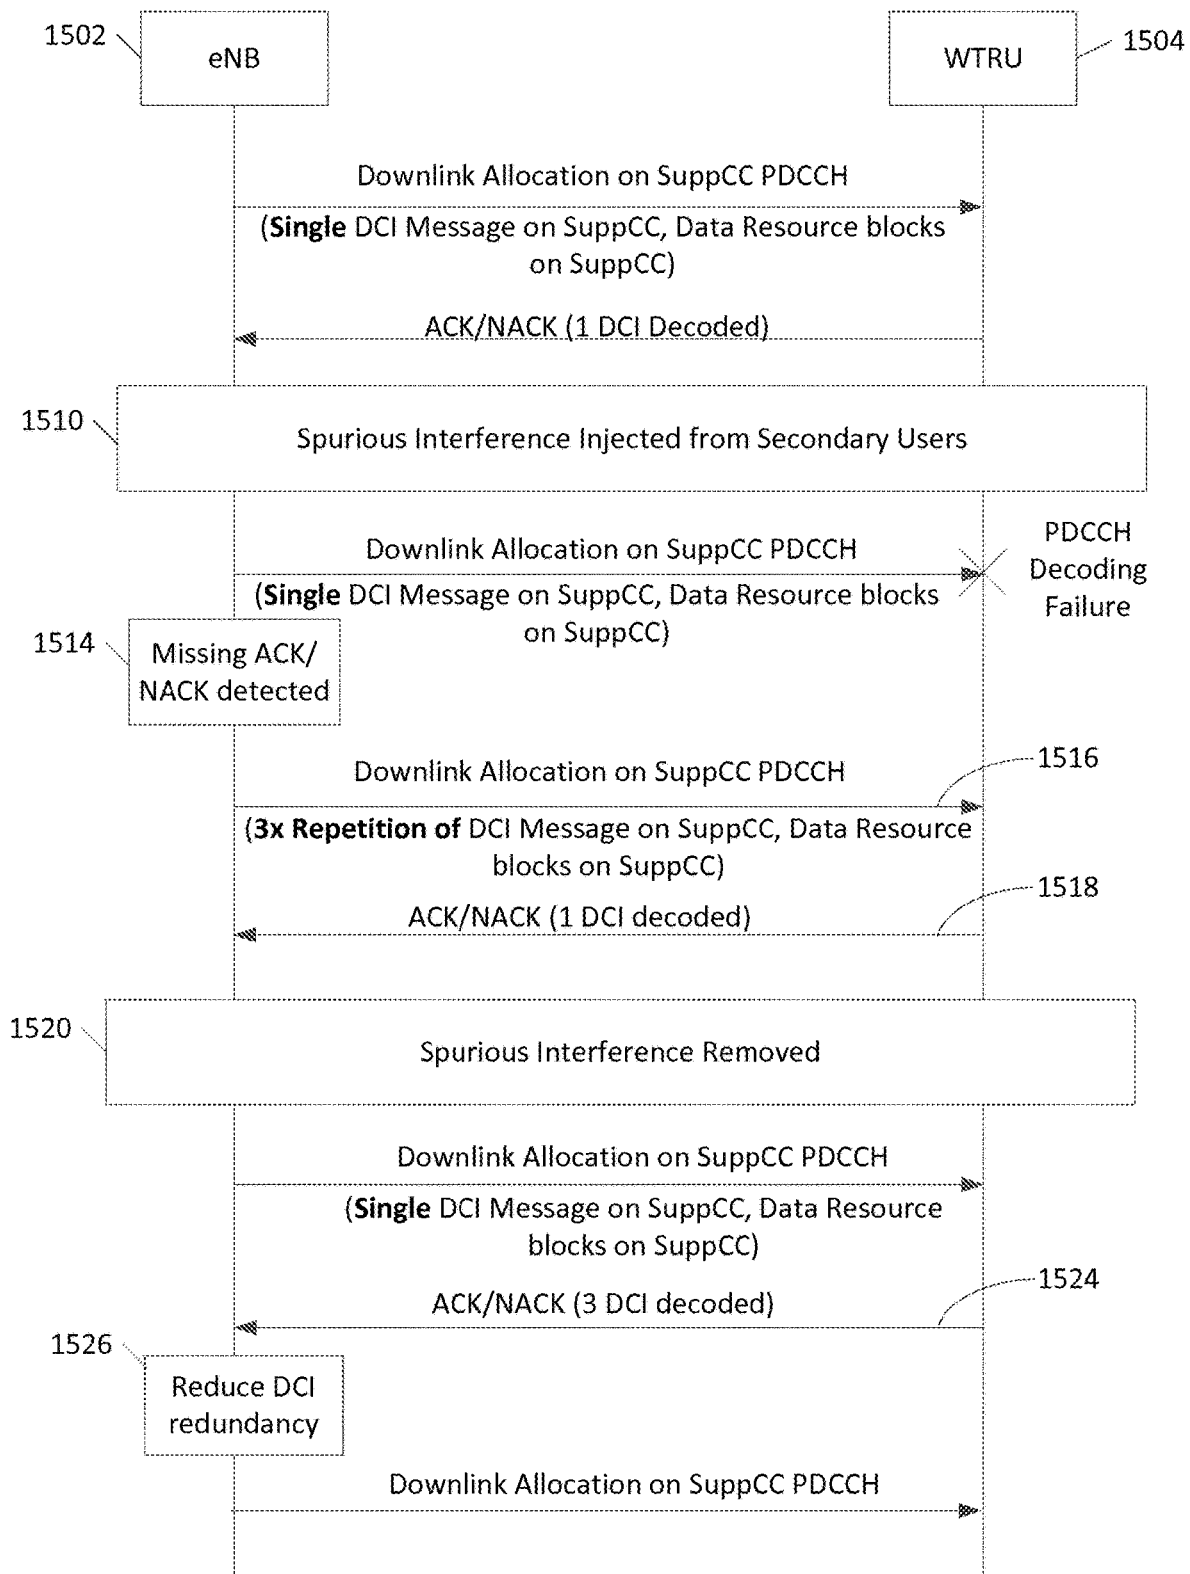 1502
eNB
WTRU
1504
Downlink Allocation on SuppCC PDCCH
(Single DCI Message on SuppCC, Data Resource blocks
on SuppCC)
ACK/NACK (1 DCI Decoded)
1510
Spurious Interference Injected from Secondary Users
Downlink Allocation on SuppCC PDCCH
(Single DCI Message on SuppCC, Data Resource blocks
on SuppCC)
PDCCH
Decoding
Failure
1514
Missing ACK/
NACK detected
Downlink Allocation on SuppCC PDCCH
1516
(3x Repetition of DCI Message on SuppCC, Data Resource
blocks on SuppCC)
ACK/NACK (1 DCI decoded)
1518
1520
Spurious Interference Removed
Downlink Allocation on SuppCC PDCCH
(Single DCI Message on SuppCC, Data Resource
blocks on SuppCC)
ACK/NACK (3 DCI decoded)
1524
1526
Reduce DCI
redundancy
Downlink Allocation on SuppCC PDCCH